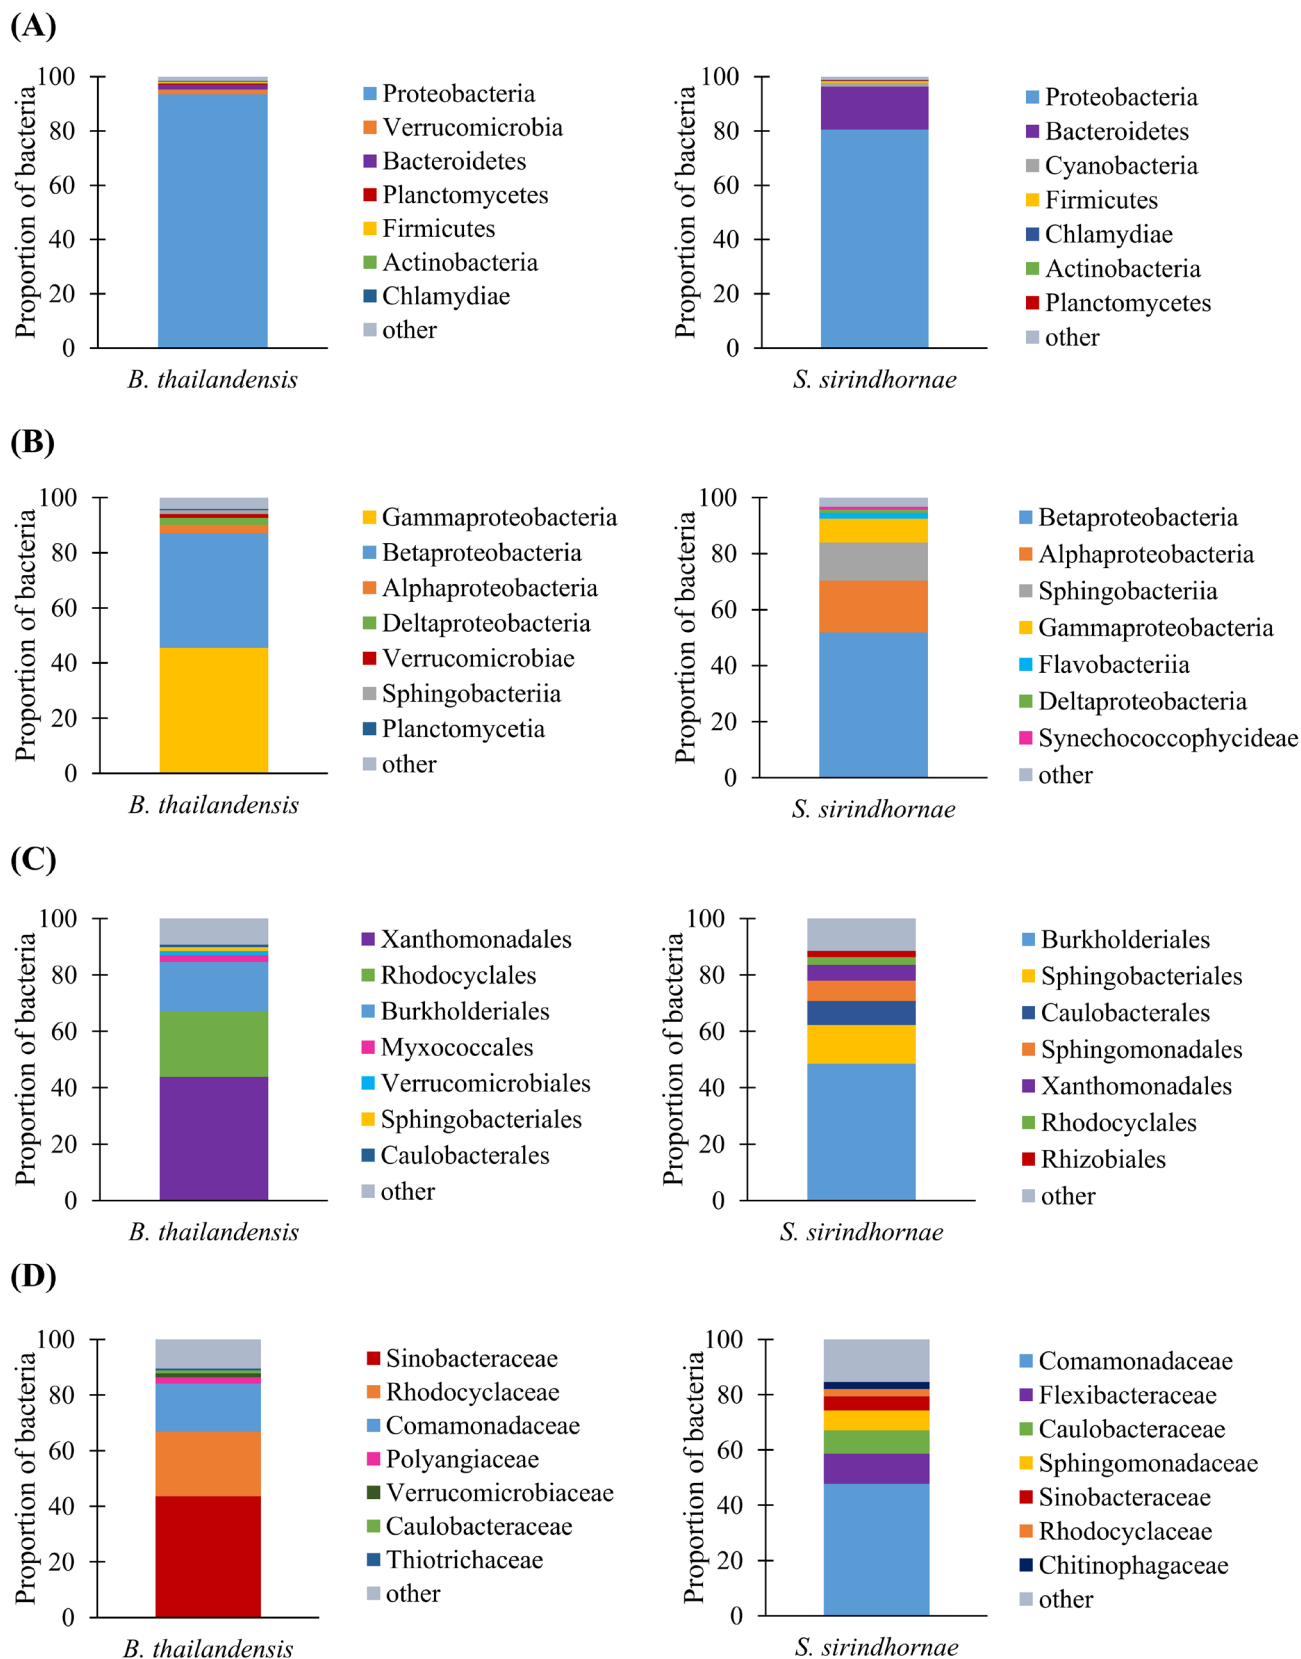 (A)
Proportion of bacteria
100
80
60
40
20
0
B. thailandensis
Proteobacteria
Verrucomicrobia
Bacteroidetes
Planctomycetes
Firmicutes
Actinobacteria
Chlamydiae
other
Proportion of bacteria
100
80
60
40
20
0
S. sirindhornae
Proteobacteria
Bacteroidetes
Cyanobacteria
Firmicutes
Chlamydiae
Actinobacteria
Planctomycetes
other
(B)
Proportion of bacteria
100
80
60
40
20
0
B. thailandensis
Gammaproteobacteria
Betaproteobacteria
Alphaproteobacteria
Deltaproteobacteria
Verrucomicrobiae
Sphingobacteriia
Planctomycetia
other
Proportion of bacteria
100
80
60
40
20
0
S. sirindhornae
Betaproteobacteria
Alphaproteobacteria
Sphingobacteriia
Gammaproteobacteria
Flavobacteriia
Deltaproteobacteria
Synechococcophycideae
other
(C)
Proportion of bacteria
100
80
60
40
20
0
B. thailandensis
Xanthomonadales
Rhodocyclales
Burkholderiales
Myxococcales
Verrucomicrobiales
Sphingobacteriales
Caulobacterales
other
Proportion of bacteria
100
80
60
40
20
0
S. sirindhornae
Burkholderiales
Sphingobacteriales
Caulobacterales
Sphingomonadales
Xanthomonadales
Rhodocyclales
Rhizobiales
other
(D)
Proportion of bacteria
100
80
60
40
20
0
B. thailandensis
Sinobacteraceae
Rhodocyclaceae
Comamonadaceae
Polyangiaceae
Verrucomicrobiaceae
Caulobacteraceae
Thiotrichaceae
other
Proportion of bacteria
100
80
60
40
20
0
S. sirindhornae
Comamonadaceae
Flexibacteraceae
Caulobacteraceae
Sphingomonadaceae
Sinobacteraceae
Rhodocyclaceae
Chitinophagaceae
other